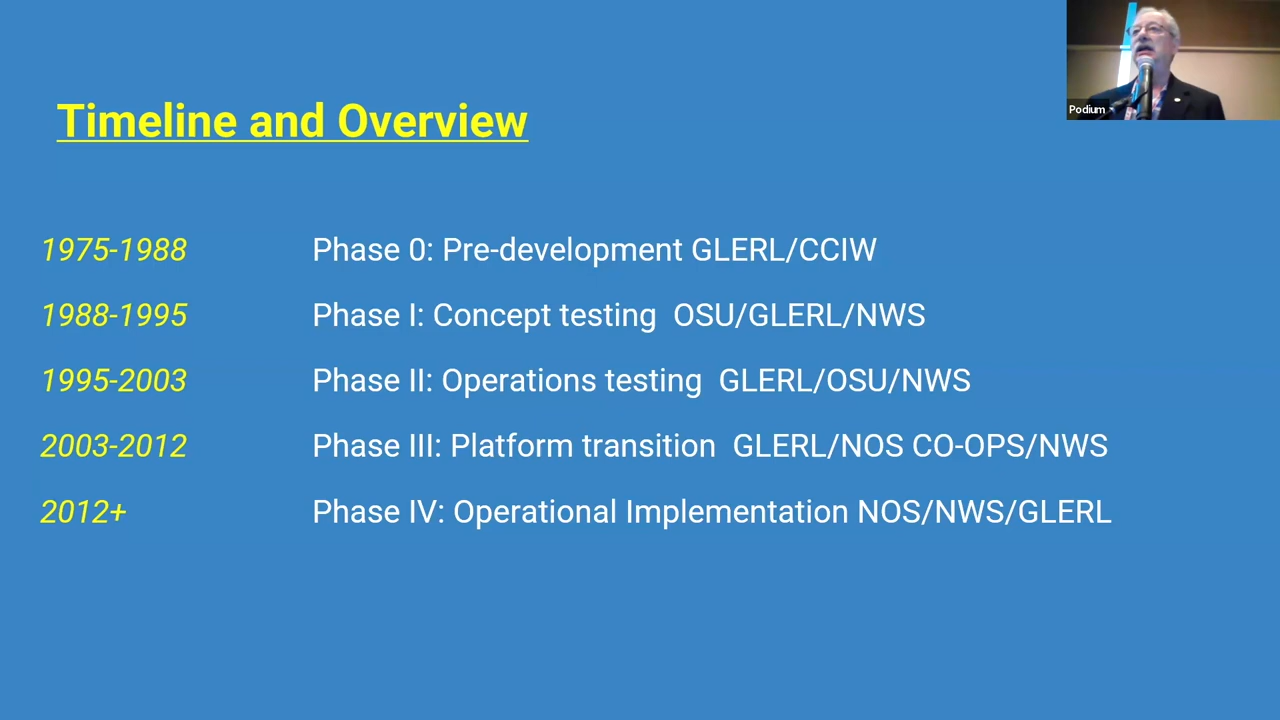 Timeline and Overview
Podium
1975-1988 Phase 0: Pre-development GLERL/CCIW
1988-1995 Phase I: Concept testing OSU/GLERL/NWS
1995-2003 Phase II: Operations testing GLERL/OSU/NWS
2003-2012 Phase III: Platform transition GLERL/NOS CO-OPS/NWS
2012+ Phase IV: Operational Implementation NOS/NWS/GLERL